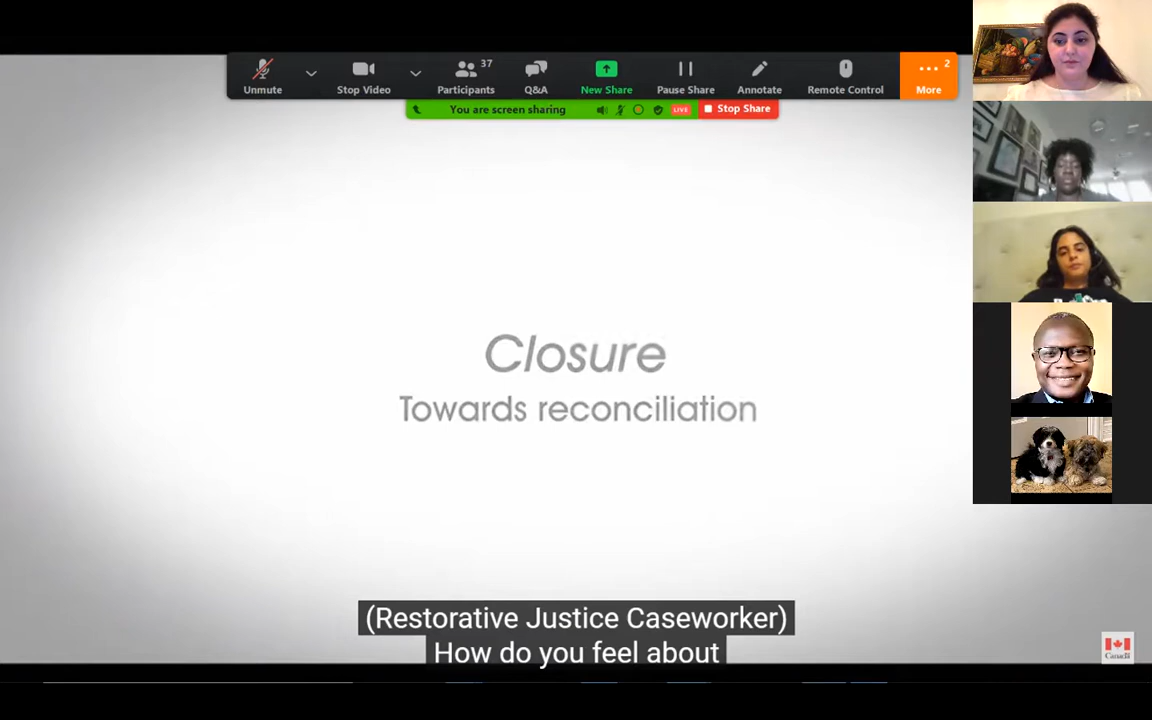 37
2
Unmute
Stop Video
Participants
Q&A
New Share
Pause Share
Annotate
Remote Control
More
You are screen sharing
LIVE
Stop Share
Closure
Towards reconciliation
(Restorative Justice Caseworker)
How do you feel about
Canada